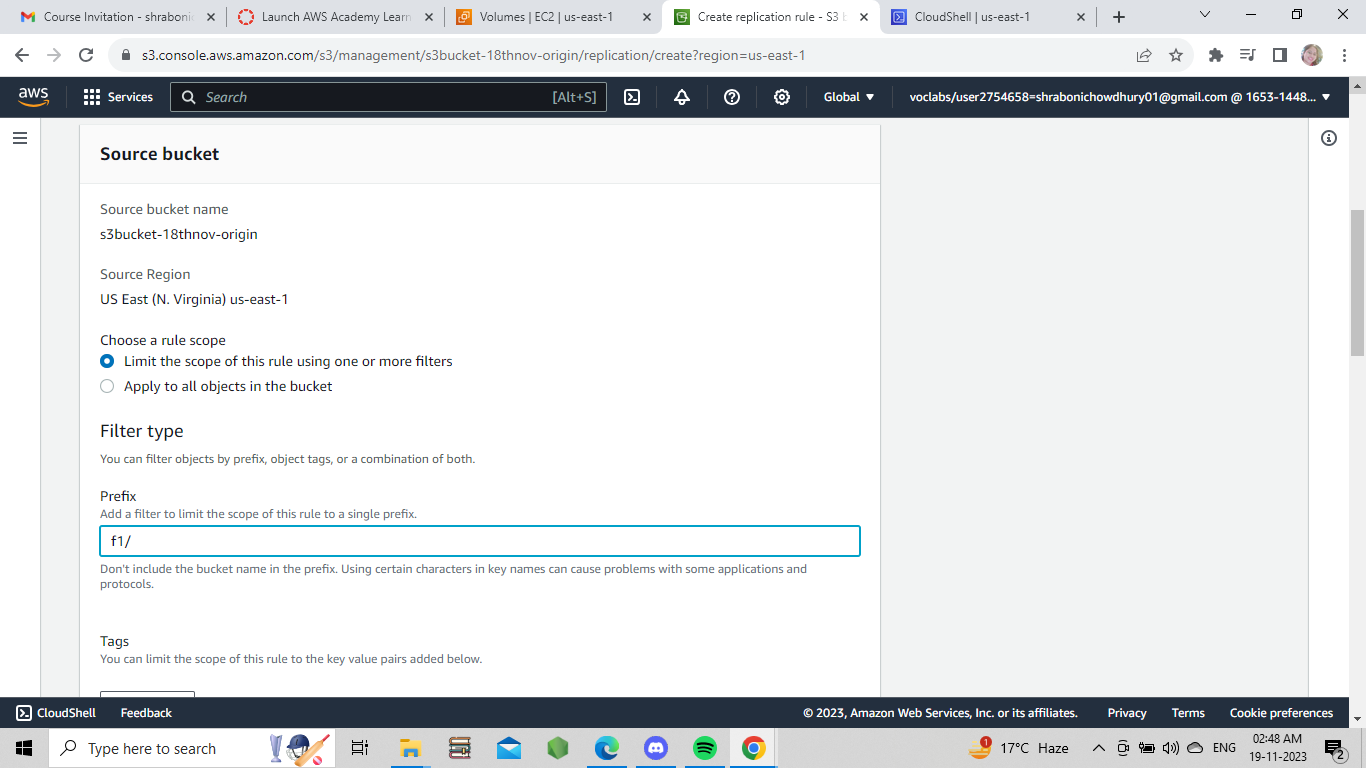 Course Invitation - shraboni
Launch AWS Academy Learn
Volumes | EC2 | us-east-1
Create replication rule - S3 b
CloudShell | us-east-1
s3.console.aws.amazon.com/s3/management/s3bucket-18thnov-origin/replication/create?region=us-east-1
aws
Services
Search
[Alt+S]
Global
voclabs/user2754658=shrabonichowdhury01@gmail.com @ 1653-1448...
Source bucket
Source bucket name
s3bucket-18thnov-origin
Source Region
US East (N. Virginia) us-east-1
Choose a rule scope
Limit the scope of this rule using one or more filters
Apply to all objects in the bucket
Filter type
You can filter objects by prefix, object tags, or a combination of both.
Prefix
Add a filter to limit the scope of this rule to a single prefix.
f1/
Don't include the bucket name in the prefix. Using certain characters in key names can cause problems with some applications and
protocols.
Tags
You can limit the scope of this rule to the key value pairs added below.
CloudShell
Feedback
© 2023, Amazon Web Services, Inc. or its affiliates.
Privacy
Terms
Cookie preferences
Type here to search
1
17°C Haze
ENG
02:48 AM
19-11-2023
2